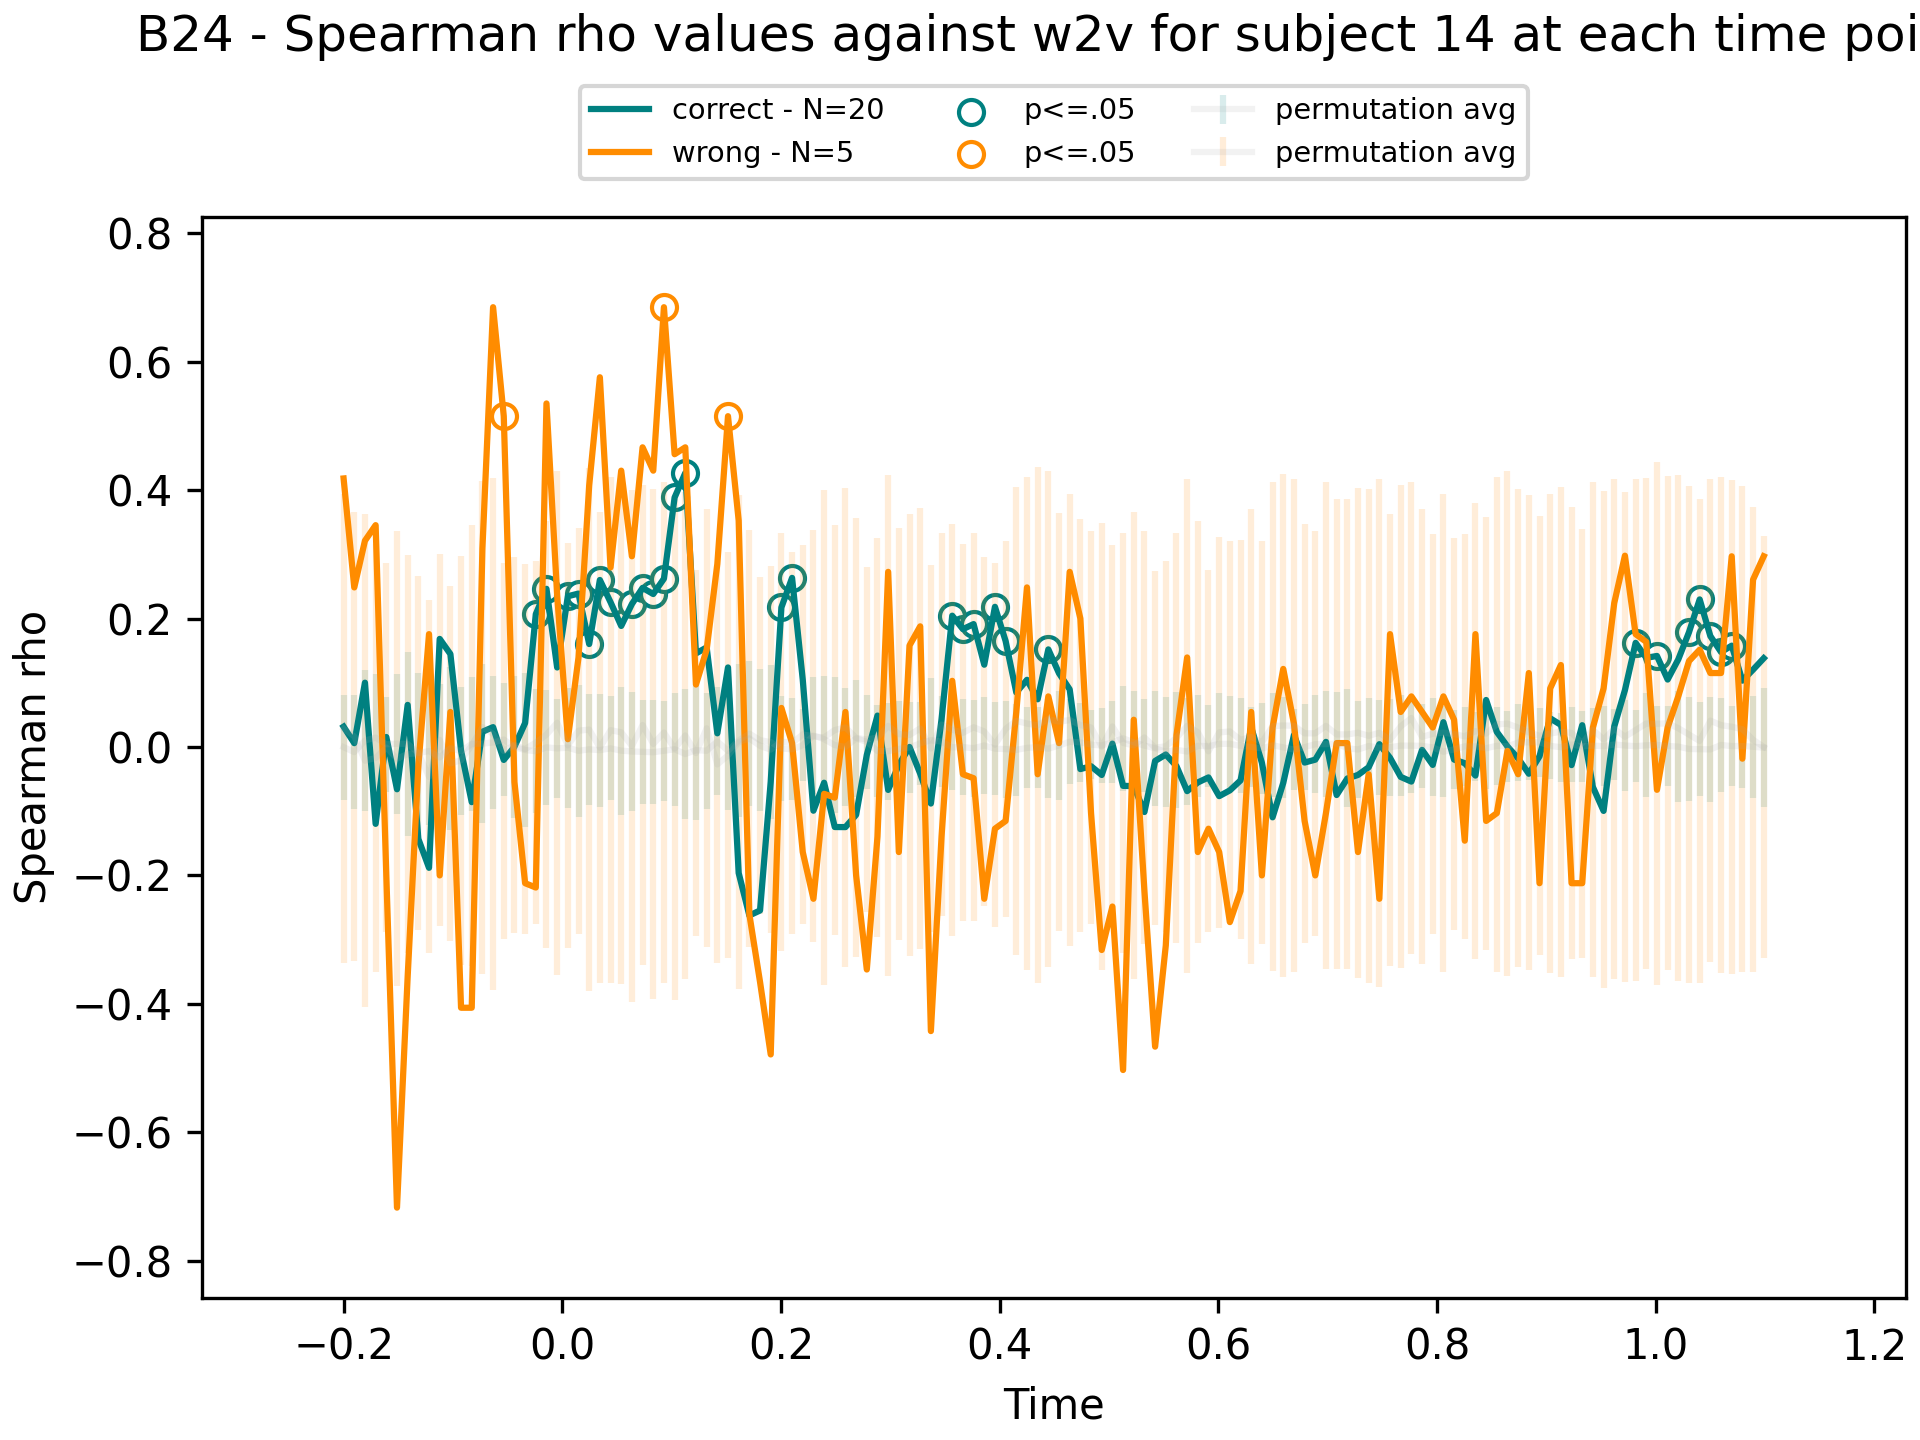 B24 - Spearman rho values against w2v for subject 14 at each time poi
correct - N=20
wrong - N=5
p<=.05
p<=.05
permutation avg
permutation avg
Spearman rho
0.8
0.6
0.4
0.2
0.0
−0.2
−0.4
−0.6
−0.8
−0.2 0.0 0.2 0.4 0.6 0.8 1.0 1.2
Time